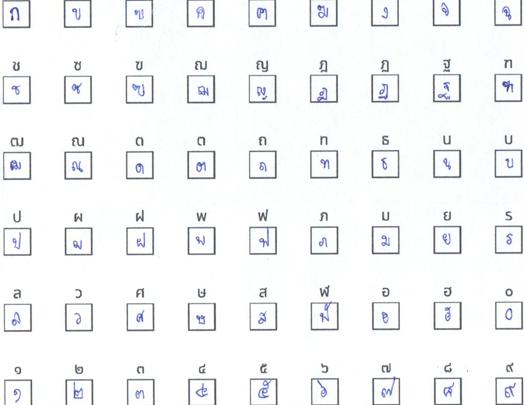 ก ข ฃ ค ฅ ฆ ง จ ฉ
ช ซ ฃ ฌ ญ ฎ ฏ ฐ ฑ
ช ซ ฃ ฌ ญ ฎ ฏ ฐ ฑ
ฒ ณ ด ต ถ ท ธ น บ
ฒ ณ ด ต ถ ท ธ น บ
ป ผ ฝ พ ฟ ภ ม ย ร
ป ผ ฝ พ ฟ ภ ม ย ร
ล ว ศ ษ ส ฬ อ ฮ ๐
ล ว ศ ษ ส ฬ อ ฮ ๐
๑ ๒ ๓ ๔ ๕ ๖ ๗ ๘ ๙
๑ ๒ ๓ ๔ ๕ ๖ ๗ ๘ ๙